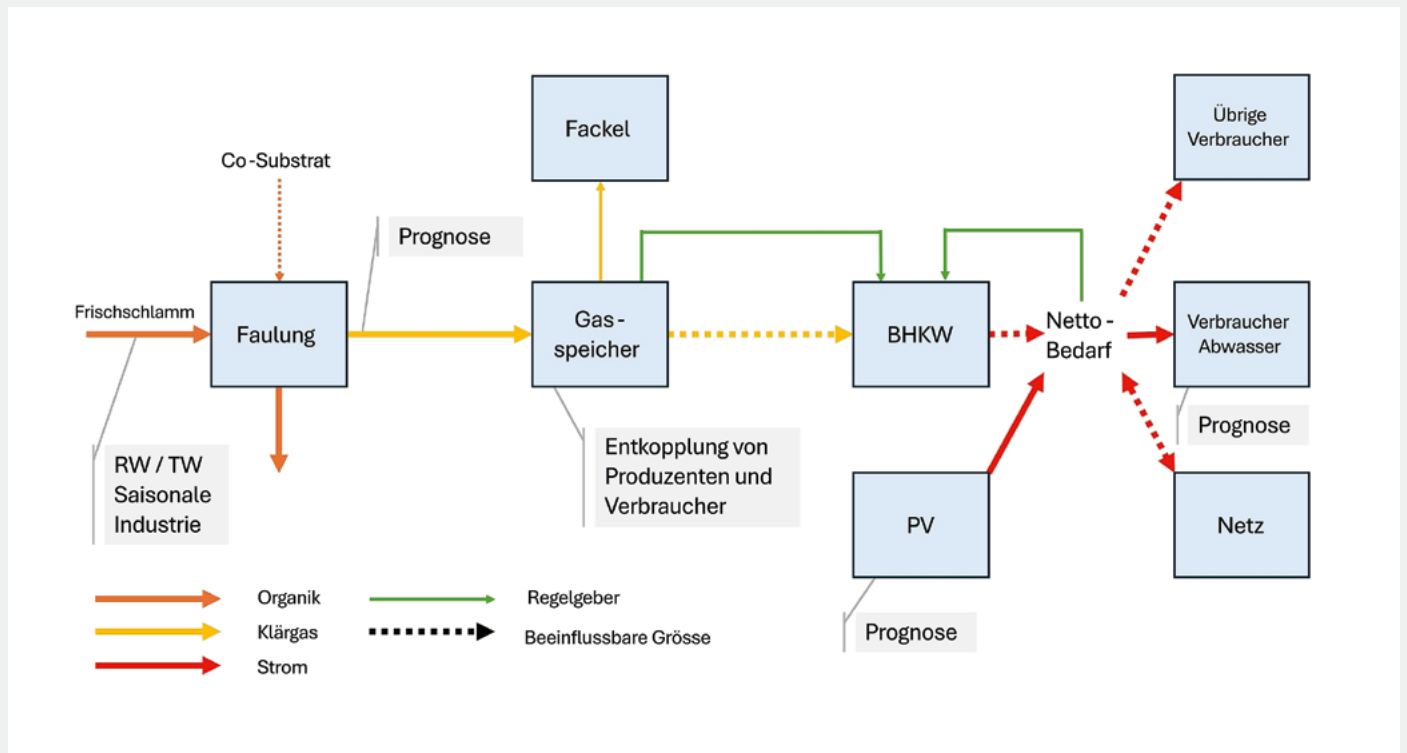 Fackel
Übrige
Verbraucher
Co-Substrat
Prognose
Frischschlamm
Faulung
Gas-
speicher
BHKW
Netto-
Bedarf
Verbraucher
Abwasser
Prognose
RW / TW
Saisonale
Industrie
Entkopplung von
Produzenten und
Verbraucher
PV
Netz
Prognose
Organik
Klärgas
Strom
Regelgeber
Beeinflussbare Grösse